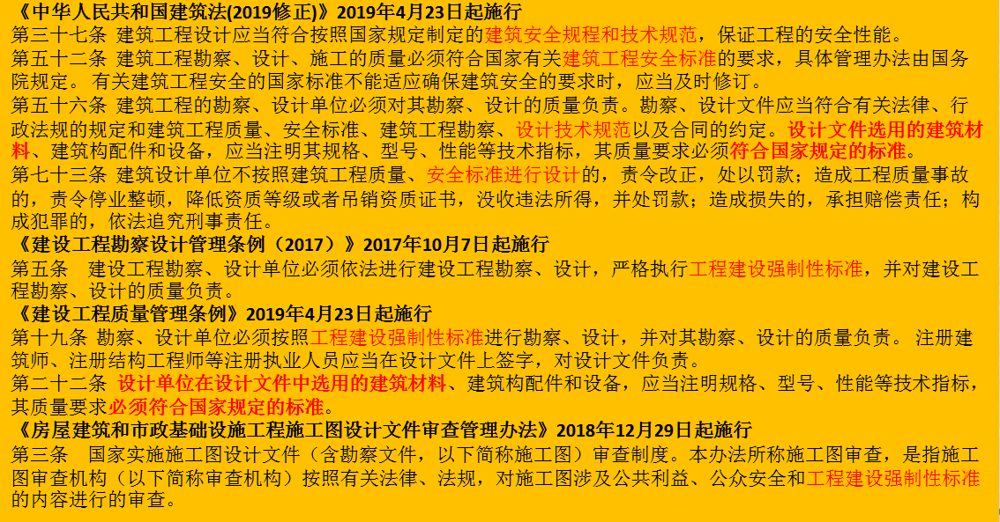 《中华人民共和国建筑法(2019修正)》2019年4月23日起施行
第三十七条 建筑工程设计应当符合按照国家规定制定的建筑安全规程和技术规范，保证工程的安全性能。
第五十二条 建筑工程勘察、设计、施工的质量必须符合国家有关建筑工程安全标准的要求，具体管理办法由国务
院规定。 有关建筑工程安全的国家标准不能适应确保建筑安全的要求时，应当及时修订。
第五十六条 建筑工程的勘察、设计单位必须对其勘察、设计的质量负责。勘察、设计文件应当符合有关法律、行
政法规的规定和建筑工程质量、安全标准、建筑工程勘察、设计技术规范以及合同的约定。设计文件选用的建筑材
料、建筑构配件和设备，应当注明其规格、型号、性能等技术指标，其质量要求必须符合国家规定的标准。
第七十三条 建筑设计单位不按照建筑工程质量、安全标准进行设计的，责令改正，处以罚款；造成工程质量事故
的，责令停业整顿，降低资质等级或者吊销资质证书，没收违法所得，并处罚款；造成损失的，承担赔偿责任；构
成犯罪的，依法追究刑事责任。
《建设工程勘察设计管理条例（2017）》2017年10月7日起施行
第五条 建设工程勘察、设计单位必须依法进行建设工程勘察、设计，严格执行工程建设强制性标准，并对建设工
程勘察、设计的质量负责。
《建设工程质量管理条例》2019年4月23日起施行
第十九条 勘察、设计单位必须按照工程建设强制性标准进行勘察、设计，并对其勘察、设计的质量负责。 注册建
筑师、注册结构工程师等注册执业人员应当在设计文件上签字，对设计文件负责。
第二十二条 设计单位在设计文件中选用的建筑材料、建筑构配件和设备，应当注明规格、型号、性能等技术指标，
其质量要求必须符合国家规定的标准。
《房屋建筑和市政基础设施工程施工图设计文件审查管理办法》2018年12月29日起施行
第三条 国家实施施工图设计文件（含勘察文件，以下简称施工图）审查制度。本办法所称施工图审查，是指施工
图审查机构（以下简称审查机构）按照有关法律、法规，对施工图涉及公共利益、公众安全和工程建设强制性标准
的内容进行的审查。